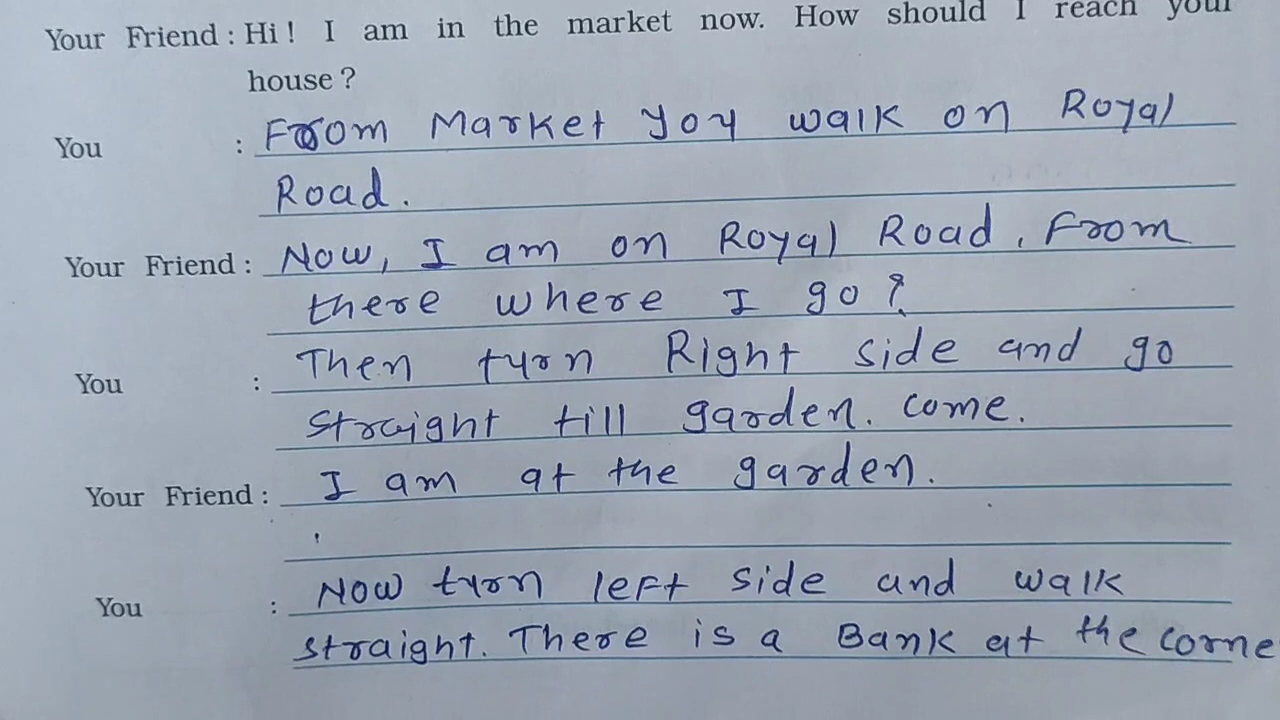 Your Friend : Hi ! I am in the market now. How should I reach your
house ?
You : From Market you walk on Royal
Road.
Your Friend : Now, I am on Royal Road. From
there where I go?
You : Then turn Right side and go
straight till garden. come.
Your Friend : I am at the garden.
You : Now turn left side and walk
straight. There is a Bank at the corne